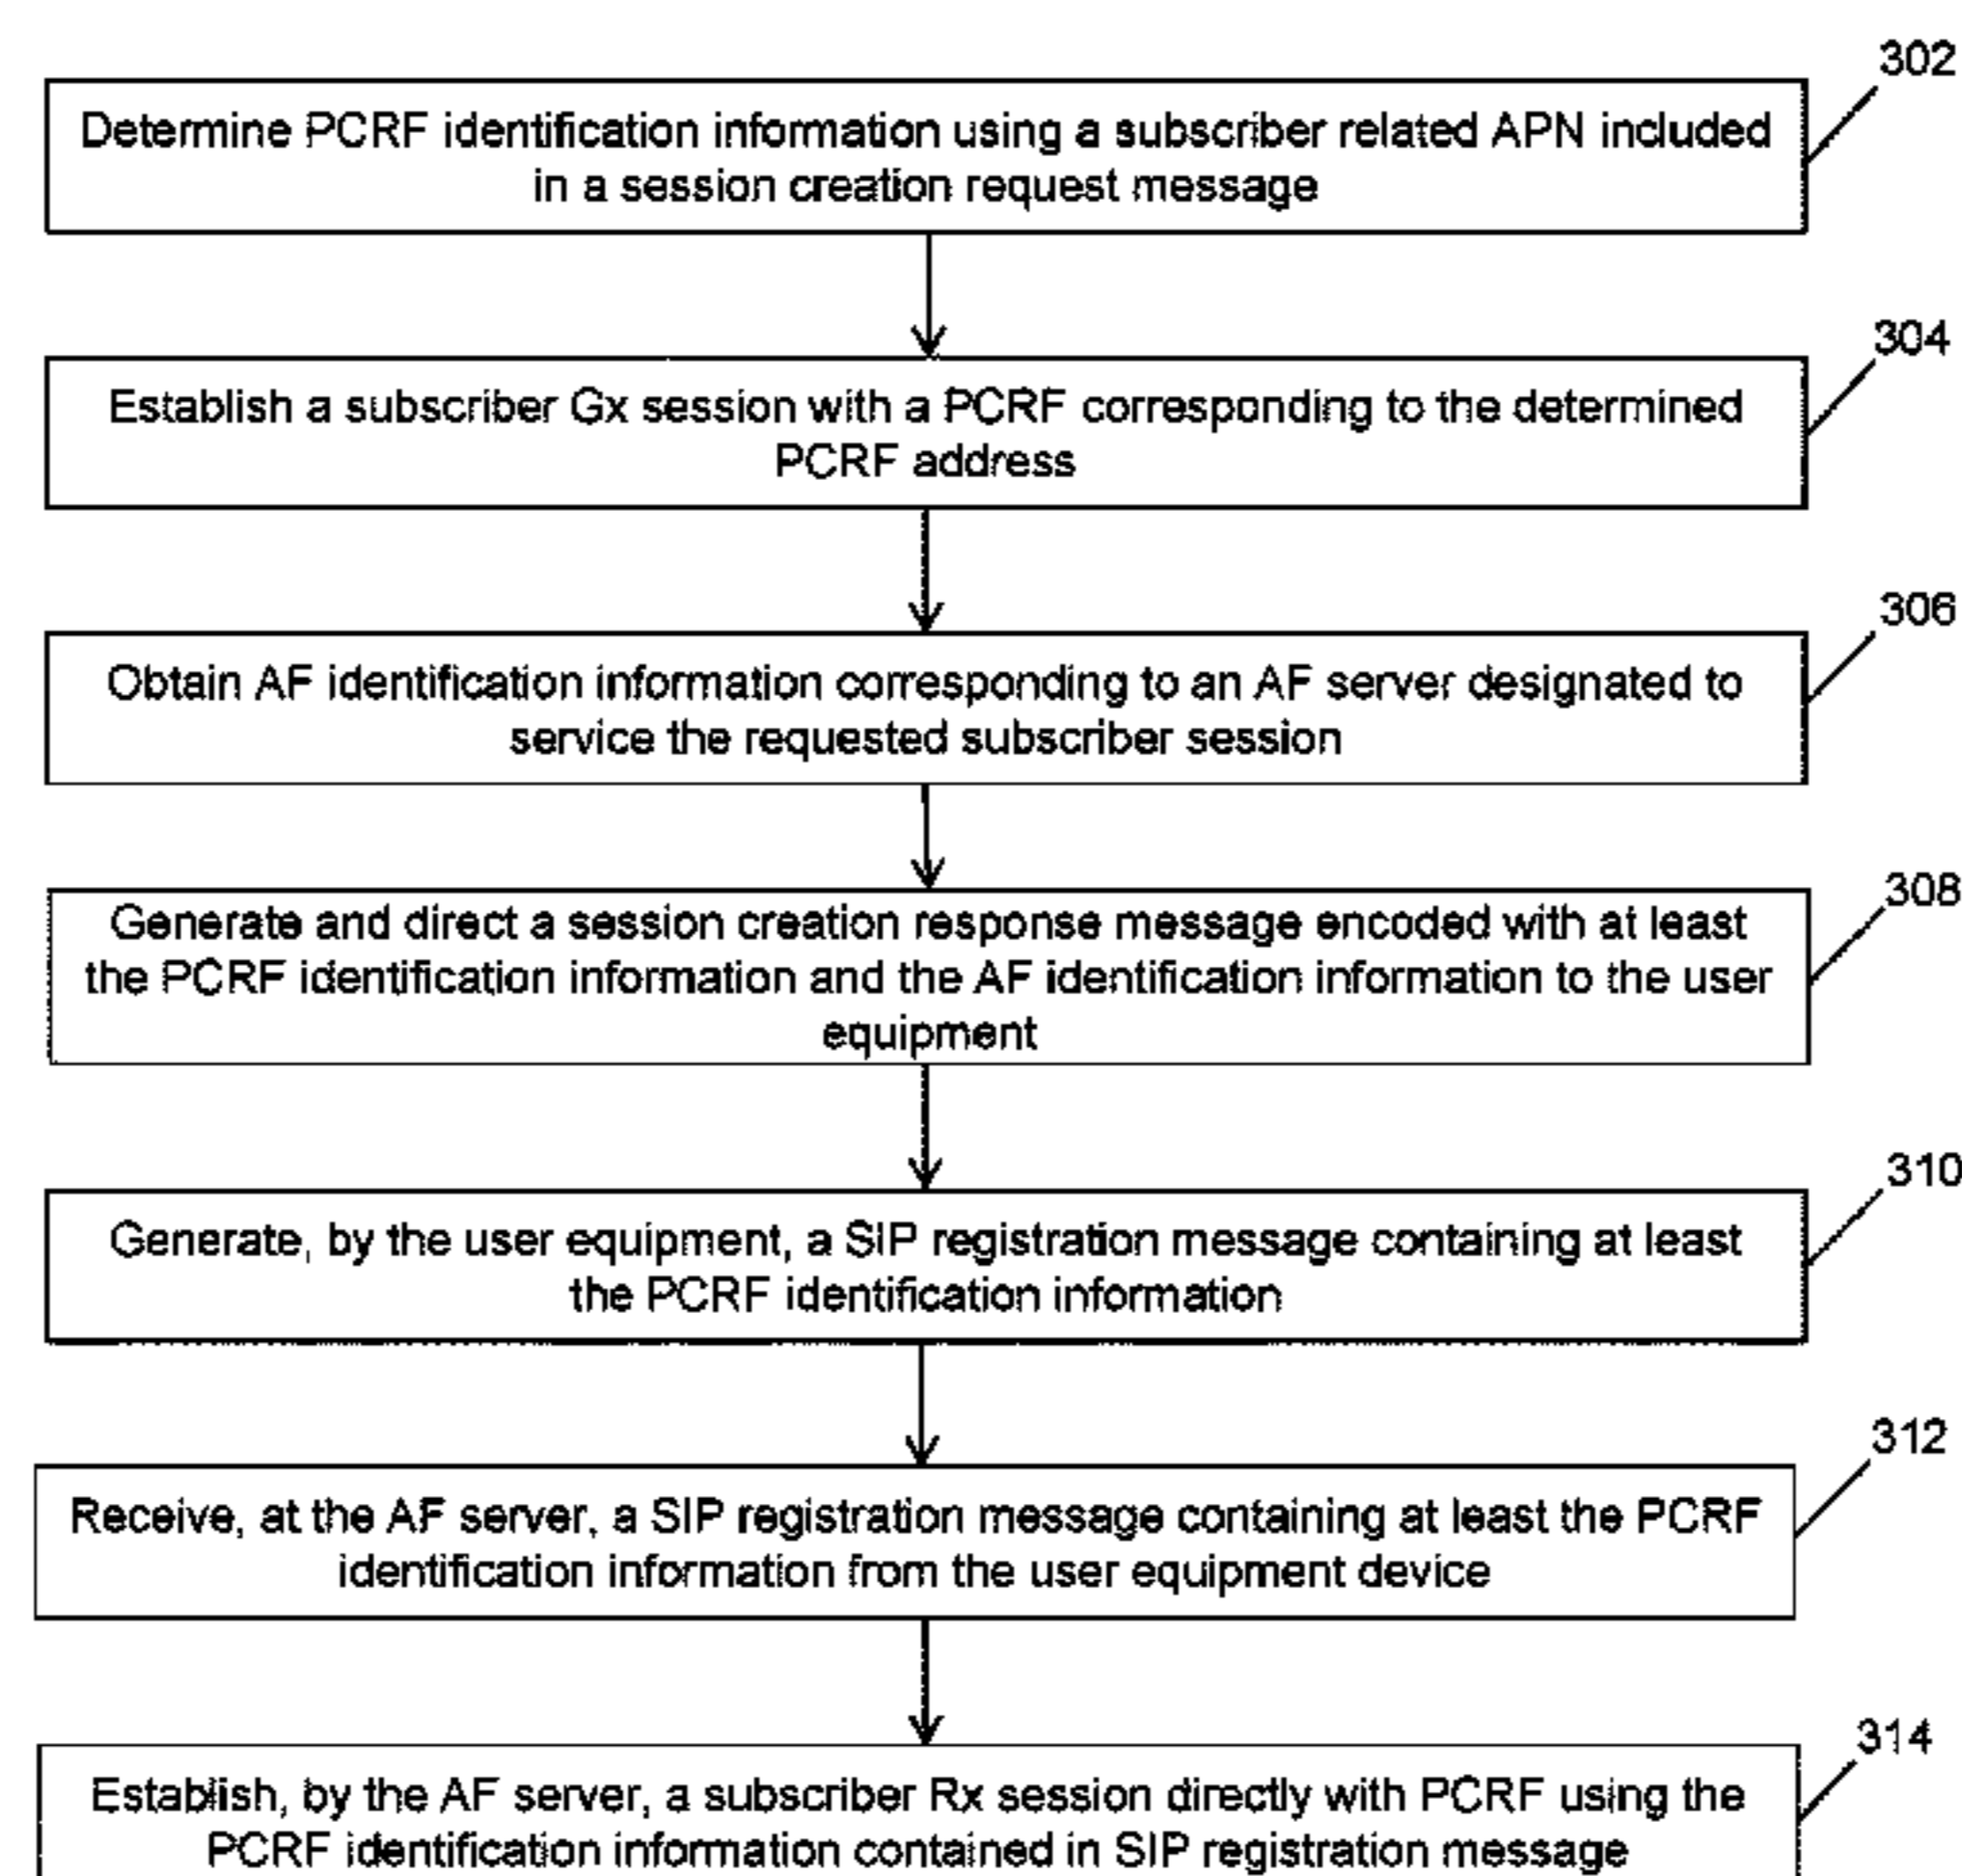 302
Determine PCRF identification information using a subscriber related APN included
in a session creation request message
304
Establish a subscriber Gx session with a PCRF corresponding to the determined
PCRF address
306
Obtain AF identification information corresponding to an AF server designated to
service the requested subscriber session
308
Generate and direct a session creation response message encoded with at least
the PCRF identification information and the AF identification information to the user
equipment
310
Generate, by the user equipment, a SIP registration message containing at least
the PCRF identification information
312
Receive, at the AF server, a SIP registration message containing at least the PCRF
identification information from the user equipment device
314
Establish, by the AF server, a subscriber Rx session directly with PCRF using the
PCRF identification information contained in SIP registration message